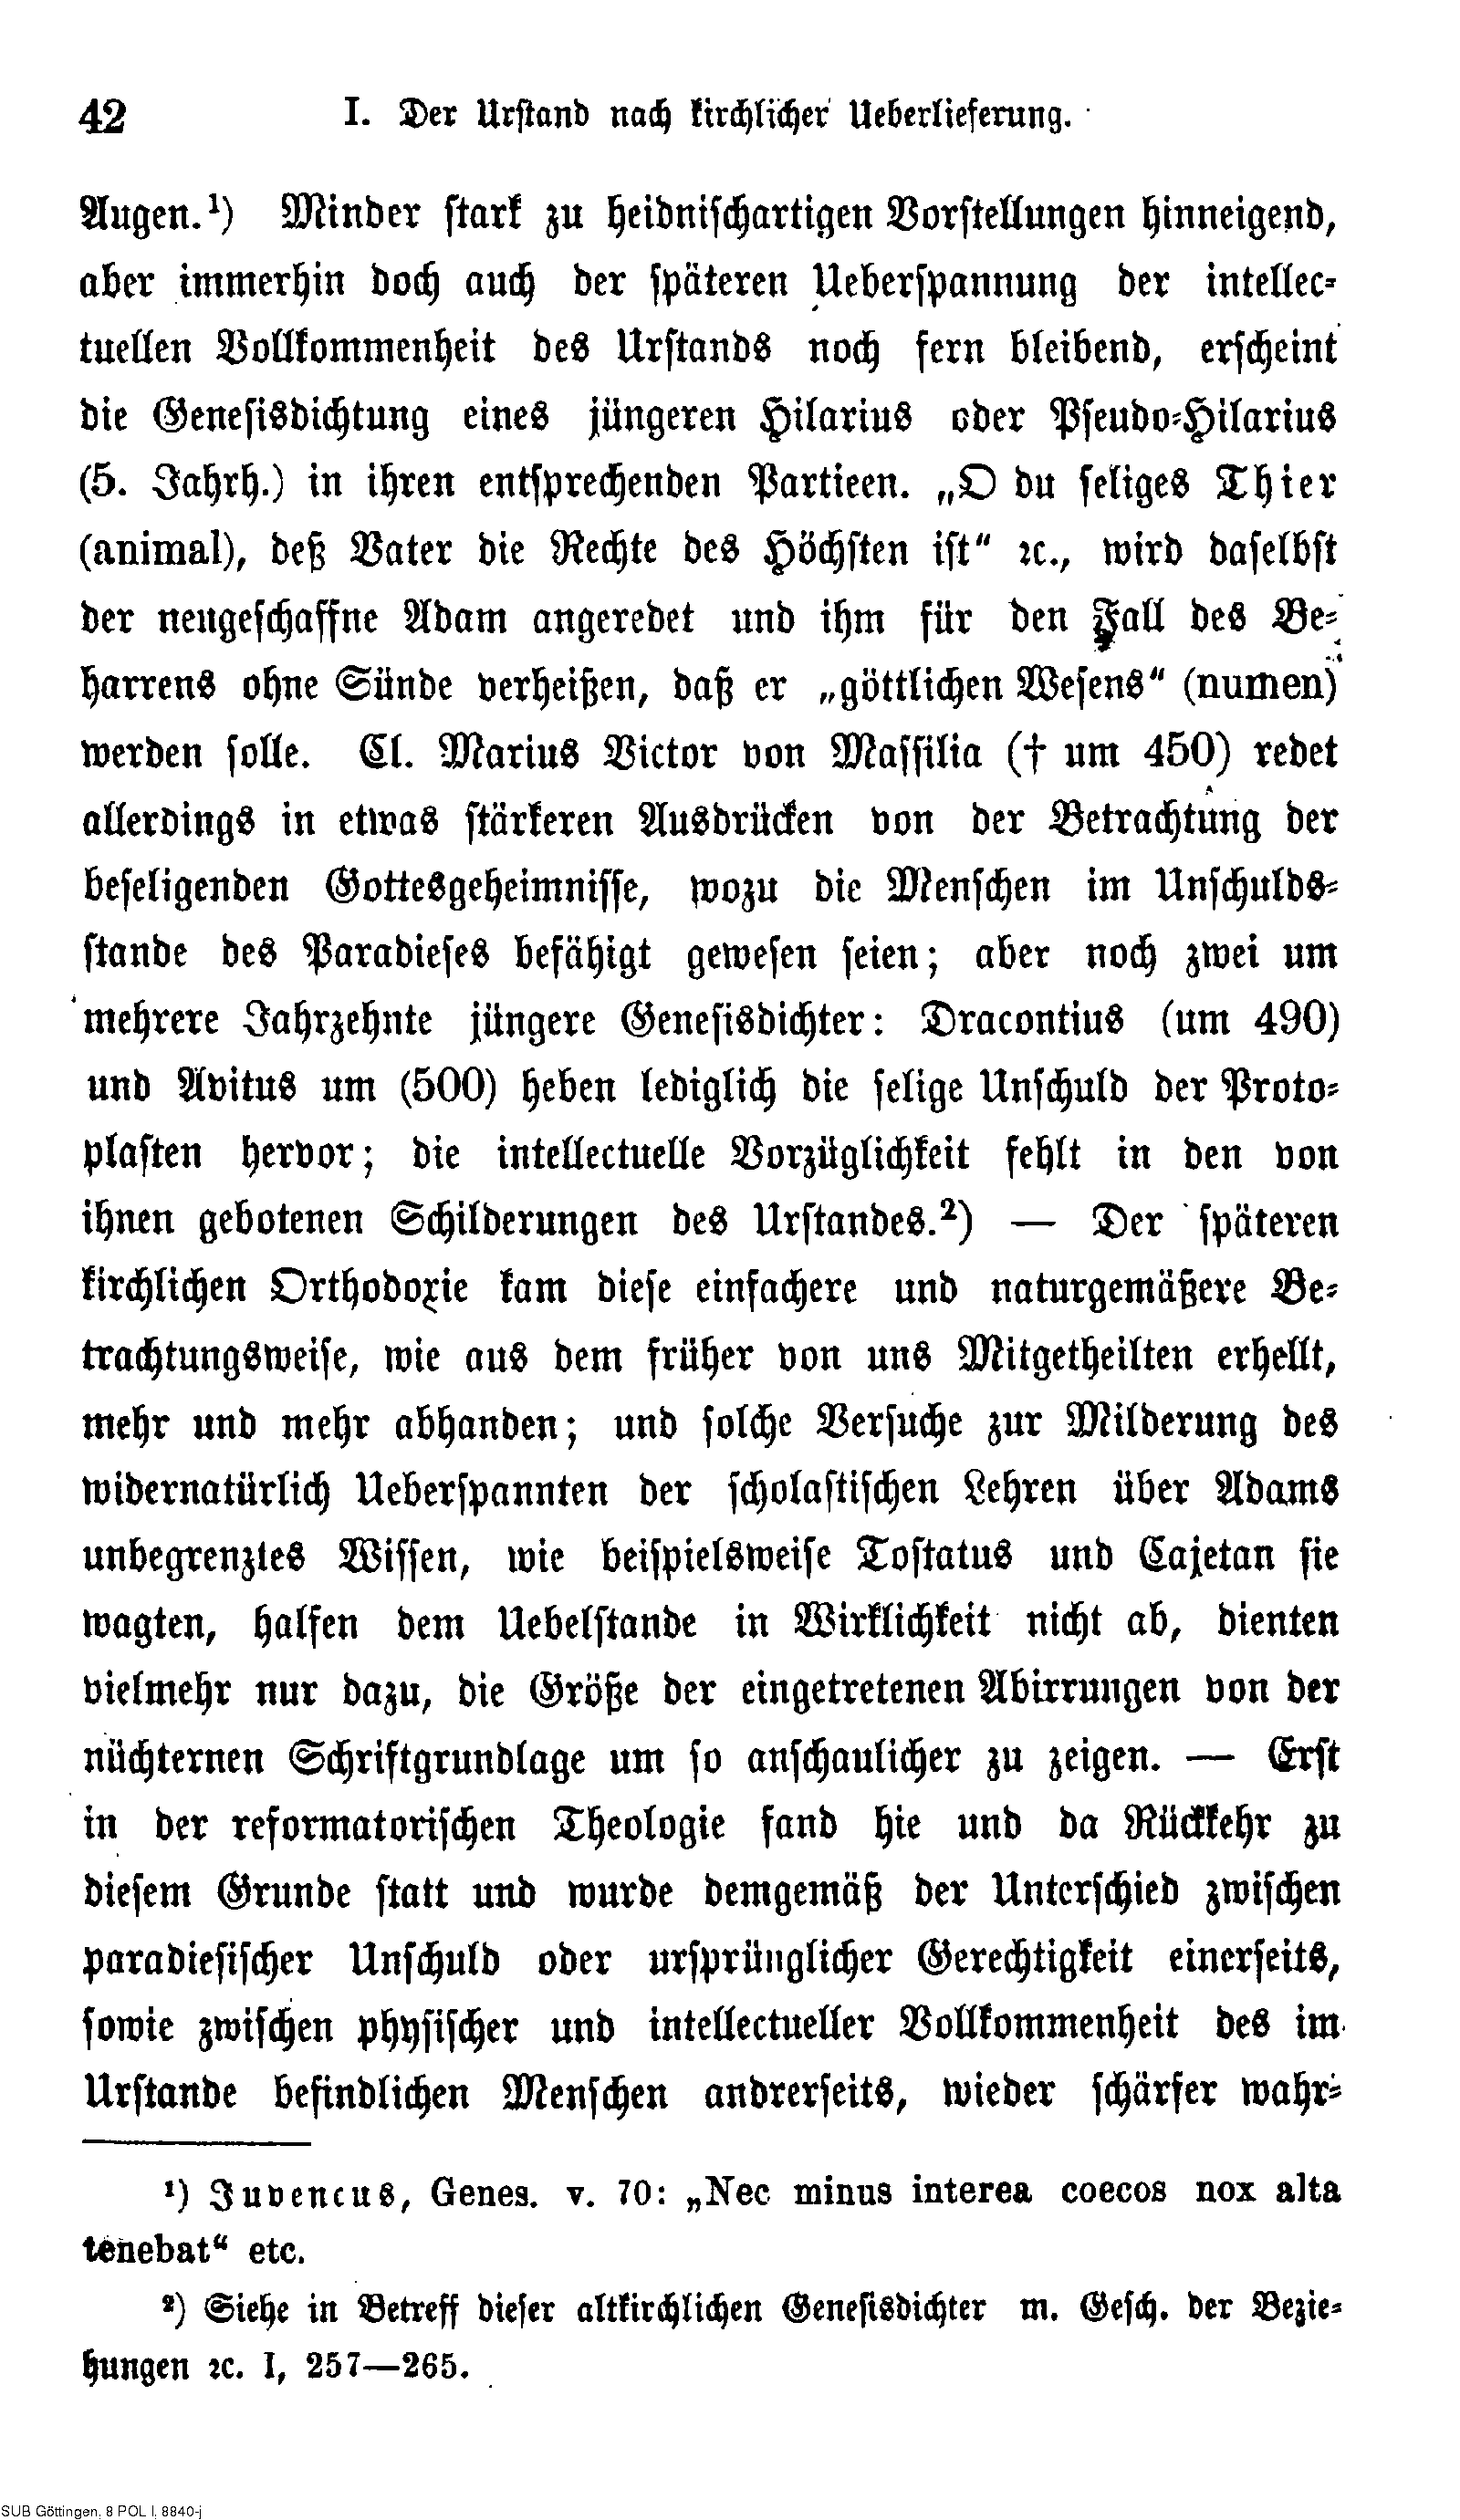 42 I. Der Urstand nach kirchlicher Ueberlieferung.
Augen.¹) Minder stark zu heidnischartigen Vorstellungen hinneigend,
aber immerhin doch auch der späteren Ueberspannung der intellec-
tuellen Vollkommenheit des Urstands noch fern bleibend, erscheint
die Genesisdichtung eines jüngeren Hilarius oder Pseudo-Hilarius
(5. Jahrh.) in ihren entsprechenden Partieen. „O du seliges Thier
(animal), deß Vater die Rechte des Höchsten ist“ ꝛc., wird daselbst
der neugeschaffne Adam angeredet und ihm für den Fall des Be-
harrens ohne Sünde verheißen, daß er „göttlichen Wesens“ (numen)
werden solle. Cl. Marius Victor von Massilia († um 450) redet
allerdings in etwas stärkeren Ausdrücken von der Betrachtung der
beseligenden Gottesgeheimnisse, wozu die Menschen im Unschulds-
stande des Paradieses befähigt gewesen seien; aber noch zwei um
mehrere Jahrzehnte jüngere Genesisdichter: Dracontius (um 490)
und Avitus um (500) heben lediglich die selige Unschuld der Proto-
plasten hervor; die intellectuelle Vorzüglichkeit fehlt in den von
ihnen gebotenen Schilderungen des Urstandes.²) — Der späteren
kirchlichen Orthodoxie kam diese einfachere und naturgemäßere Be-
trachtungsweise, wie aus dem früher von uns Mitgetheilten erhellt,
mehr und mehr abhanden; und solche Versuche zur Milderung des
widernatürlich Ueberspannten der scholastischen Lehren über Adams
unbegrenztes Wissen, wie beispielsweise Tostatus und Cajetan sie
wagten, halfen dem Uebelstande in Wirklichkeit nicht ab, dienten
vielmehr nur dazu, die Größe der eingetretenen Abirrungen von der
nüchternen Schriftgrundlage um so anschaulicher zu zeigen. — Erst
in der reformatorischen Theologie fand hie und da Rückkehr zu
diesem Grunde statt und wurde demgemäß der Unterschied zwischen
paradiesischer Unschuld oder ursprünglicher Gerechtigkeit einerseits,
sowie zwischen physischer und intellectueller Vollkommenheit des im
Urstande befindlichen Menschen andrerseits, wieder schärfer wahr-
¹) Juvencus, Genes. v. 70: „Nec minus interea coecos nox alta
tenebat“ etc.
²) Siehe in Betreff dieser altkirchlichen Genesisdichter m. Gesch. der Bezie-
hungen ꝛc. I, 257—265.
SUB Göttingen, 8 POL I, 8840-j